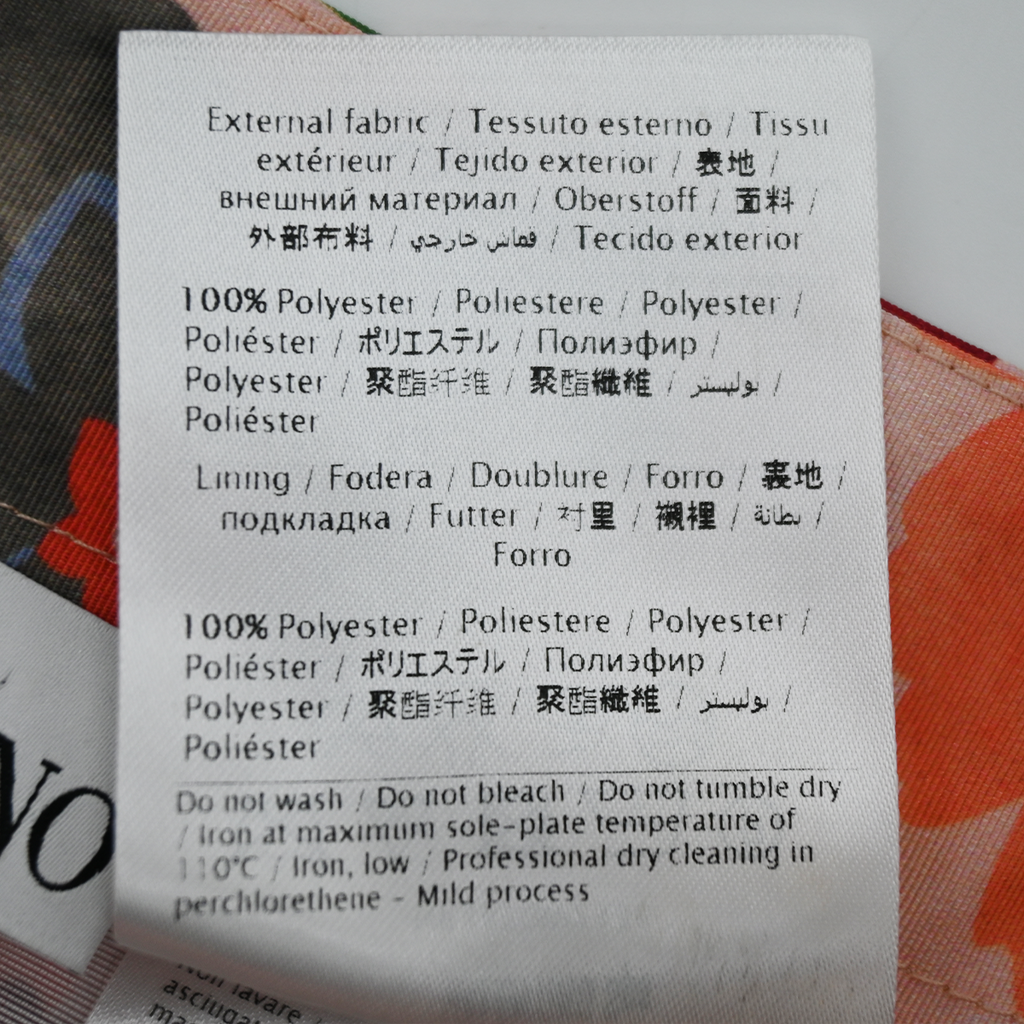 External fabric / Tessuto esterno / Tissu
extérieur / Tejido exterior / 表地 /
внешний материал / Oberstoff / 面料 /
外部布料 / قماش خارجي / Tecido exterior
100% Polyester / Poliestere / Polyester /
Poliéster / ポリエステル / Полиэфир /
Polyester / 聚酯纤维 / 聚酯纖維 / بوليستر /
Poliéster
Lining / Fodera / Doublure / Forro / 裏地 /
подкладка / Futter / 衬里 / 襯裡 / بطانة /
Forro
100% Polyester / Poliestere / Polyester /
Poliéster / ポリエステル / Полиэфир /
Polyester / 聚酯纤维 / 聚酯纖維 / بوليستر /
Poliéster
Do not wash / Do not bleach / Do not tumble dry
/ Iron at maximum sole-plate temperature of
110°C / Iron, low / Professional dry cleaning in
perchlorethene - Mild process
NO
Non lavare /
asciuga
ma